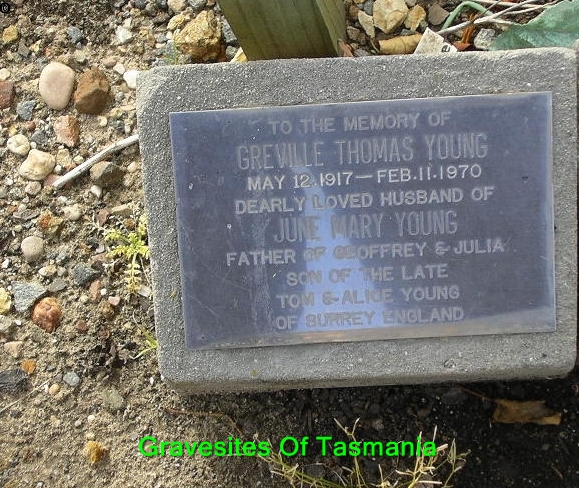 TO THE MEMORY OF
GREVILLE THOMAS YOUNG
MAY 12.1917 — FEB.11.1970
DEARLY LOVED HUSBAND OF
JUNE MARY YOUNG
FATHER OF GEOFFREY & JULIA
SON OF THE LATE
TOM & ALICE YOUNG
OF SURREY ENGLAND
Gravesites Of Tasmania